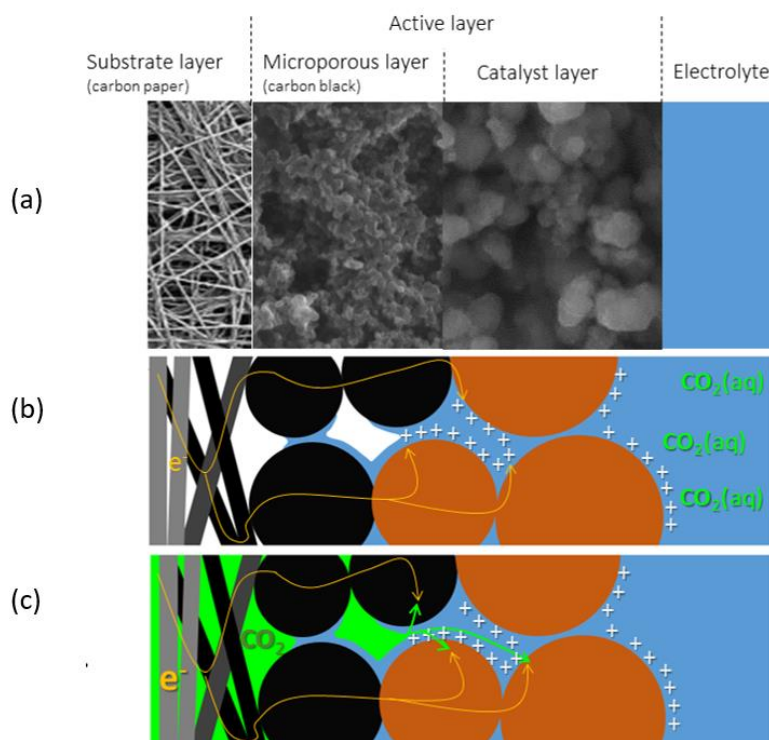 Active layer
Substrate layer
(carbon paper)
Microporous layer
(carbon black)
Catalyst layer
Electrolyte
(a)
(b)
e-
+ + + + + + + + + + + + + + + + + + + + + + + + + + + +
CO2(aq)
CO2(aq)
CO2(aq)
(c)
CO2
e-
+ + + + + + + + + + + + + + + + + + + + + + + + + + + +